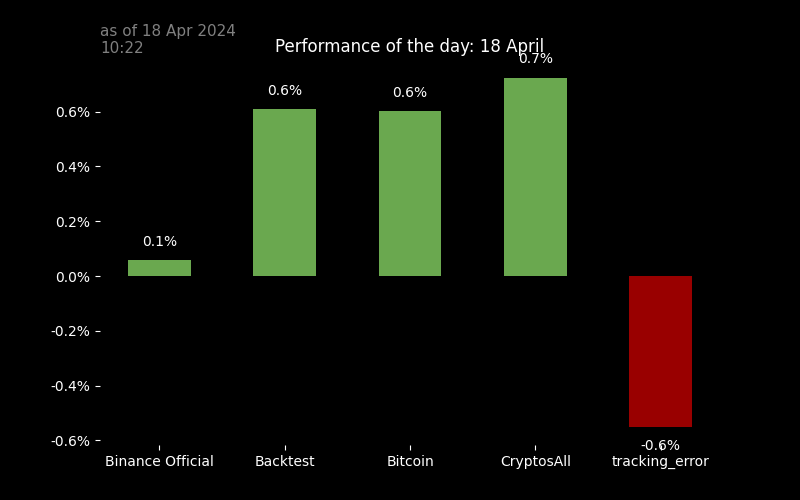 as of 18 Apr 2024
10:22
Performance of the day: 18 April
0.7%
0.6%
0.6%
0.1%
0.6%
0.4%
0.2%
0.0%
-0.2%
-0.4%
-0.6%
-0.6%
Binance Official
Backtest
Bitcoin
CryptosAll
tracking_error